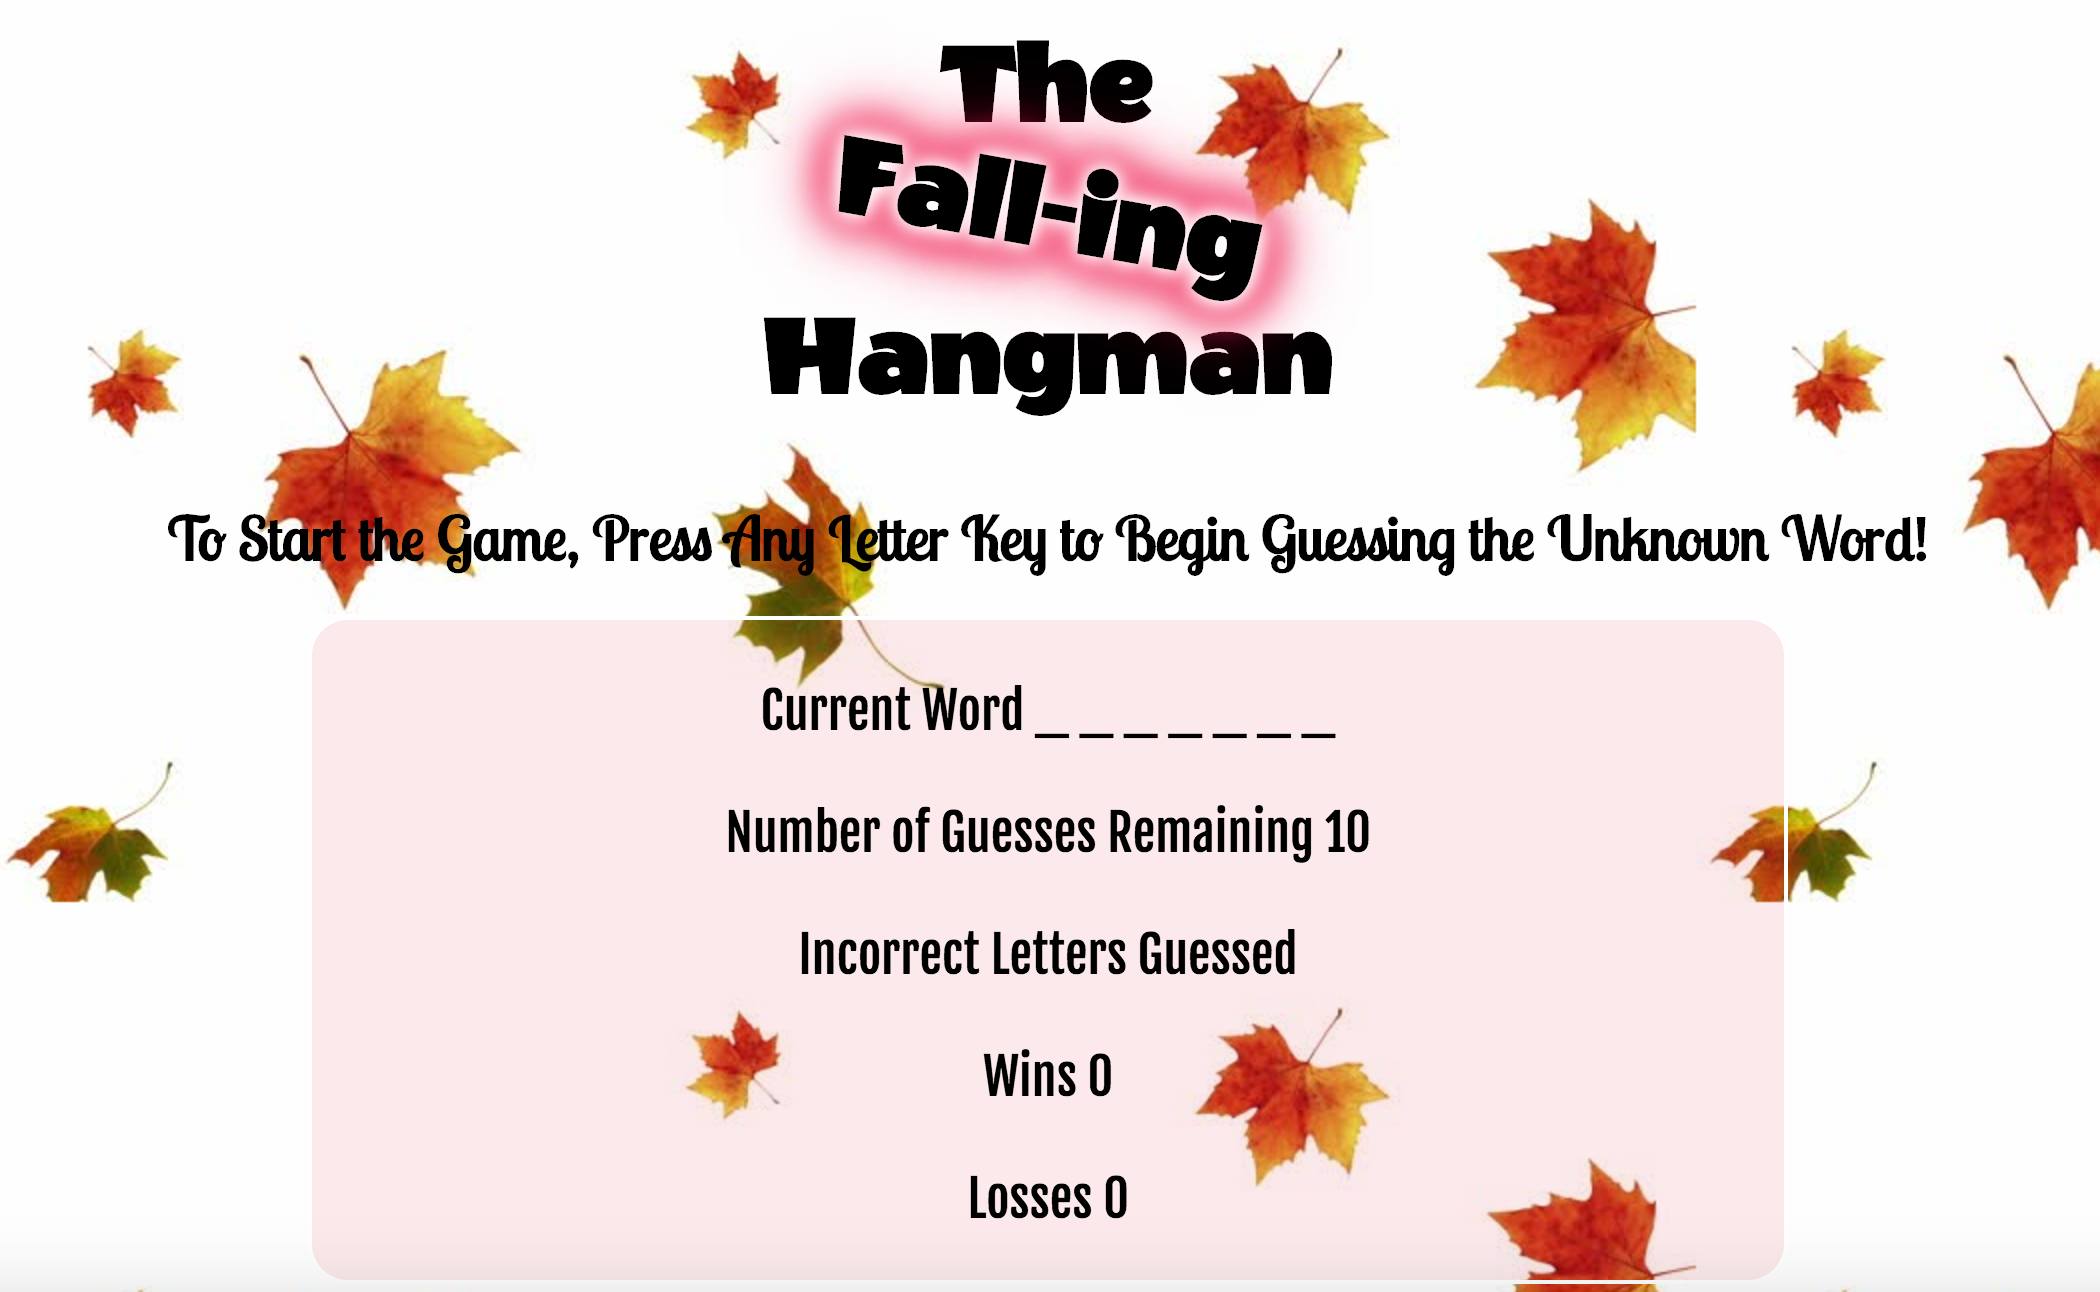 The
Fall-ing
Hangman
To Start the Game, Press Any Letter Key to Begin Guessing the Unknown Word!
Current Word _ _ _ _ _ _ _
Number of Guesses Remaining 10
Incorrect Letters Guessed
Wins 0
Losses 0